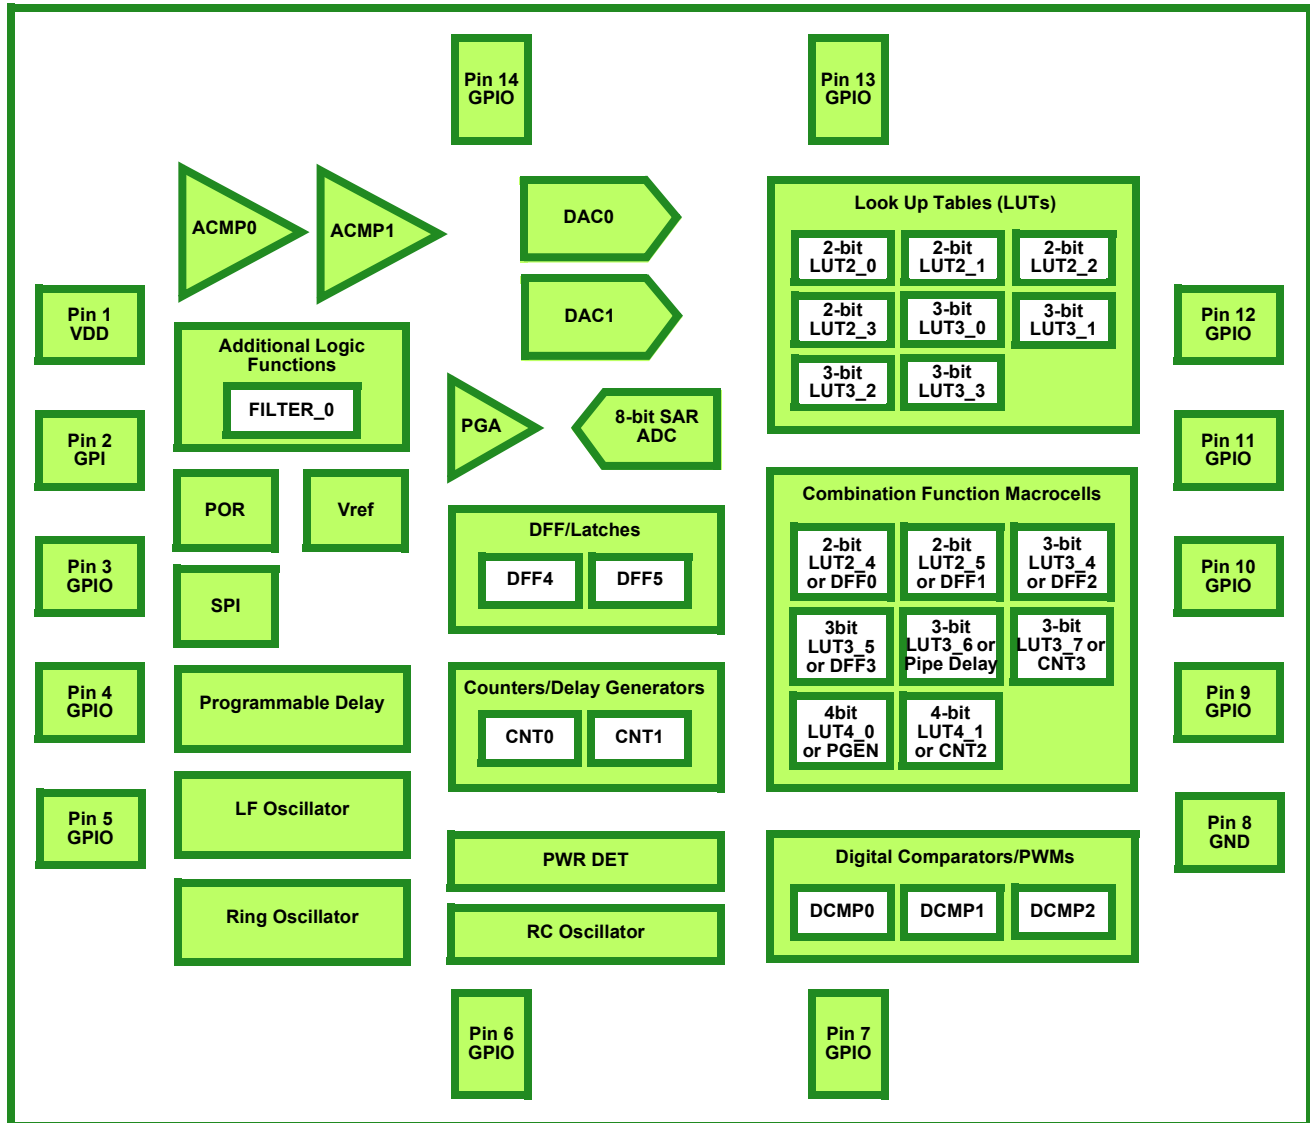 Pin 14
GPIO
Pin 13
GPIO
ACMP0
ACMP1
DAC0
DAC1
Look Up Tables (LUTs)
2-bit
LUT2_0
2-bit
LUT2_1
2-bit
LUT2_2
2-bit
LUT2_3
3-bit
LUT3_0
3-bit
LUT3_1
3-bit
LUT3_2
3-bit
LUT3_3
Pin 1
VDD
Pin 2
GPI
Pin 3
GPIO
Pin 4
GPIO
Pin 5
GPIO
Additional Logic
Functions
FILTER_0
PGA
8-bit SAR
ADC
POR
Vref
SPI
DFF/Latches
DFF4
DFF5
Combination Function Macrocells
2-bit
LUT2_4
or DFF0
2-bit
LUT2_5
or DFF1
3-bit
LUT3_4
or DFF2
3bit
LUT3_5
or DFF3
3-bit
LUT3_6 or
Pipe Delay
3-bit
LUT3_7 or
CNT3
4bit
LUT4_0
or PGEN
4-bit
LUT4_1
or CNT2
Programmable Delay
Counters/Delay Generators
CNT0
CNT1
LF Oscillator
Ring Oscillator
PWR DET
RC Oscillator
Digital Comparators/PWMs
DCMP0
DCMP1
DCMP2
Pin 12
GPIO
Pin 11
GPIO
Pin 10
GPIO
Pin 9
GPIO
Pin 8
GND
Pin 6
GPIO
Pin 7
GPIO